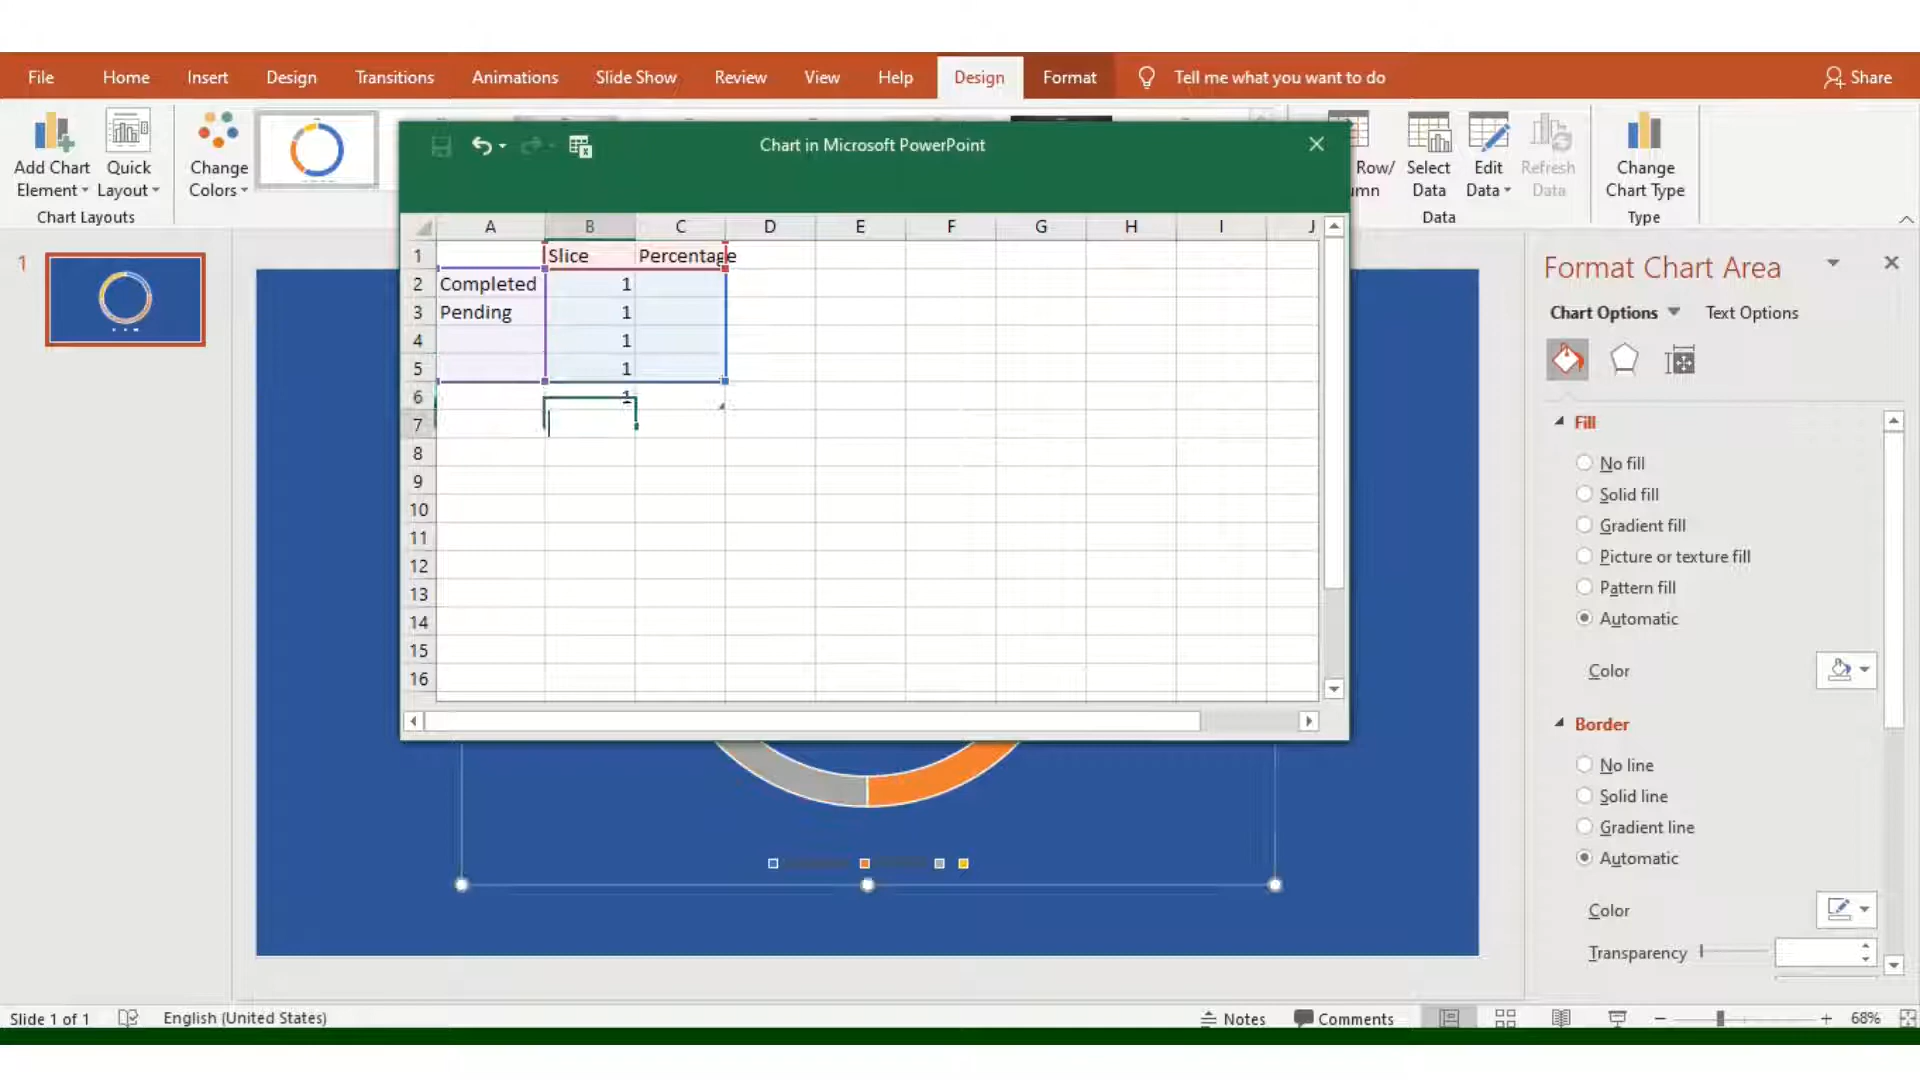 File Home Insert Design Transitions Animations Slide Show Review View Help Design Format Tell me what you want to do Share
Add Chart Element
Quick Layout
Chart Layouts
Change Colors
Row/
Select Data
Edit Data
Refresh Data
Data
Change Chart Type
Type
Chart in Microsoft PowerPoint
A B C D E F G H I J
1 Slice Percentage
2 Completed 1
3 Pending 1
4 1
5 1
6 1
7
8
9
10
11
12
13
14
15
16
1
Format Chart Area
Chart Options Text Options
Fill
No fill
Solid fill
Gradient fill
Picture or texture fill
Pattern fill
Automatic
Color
Border
No line
Solid line
Gradient line
Automatic
Color
Transparency
Slide 1 of 1 English (United States) Notes Comments 68%